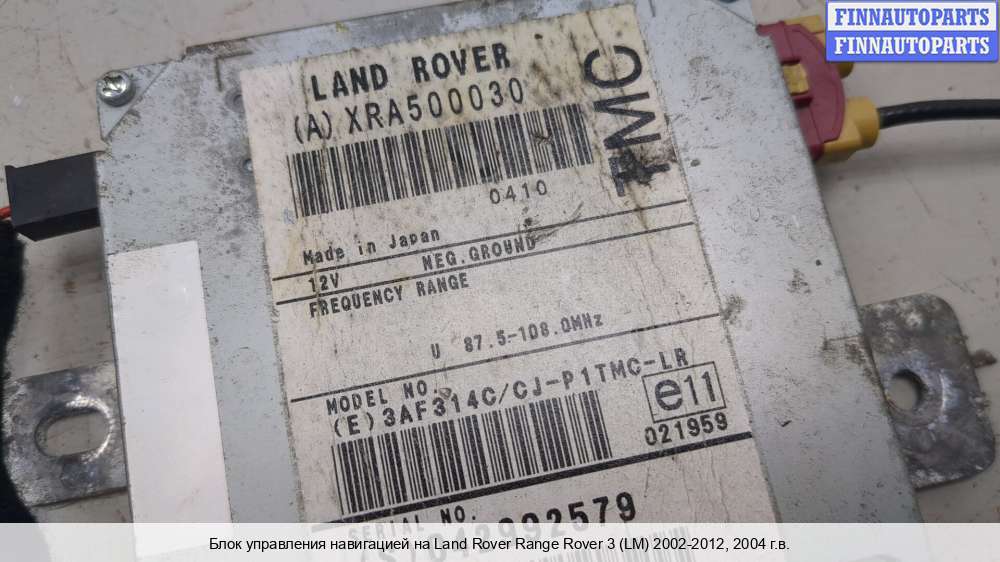 FINNAUTOPARTS
FINNAUTOPARTS
LAND ROVER
(A) XRA500030
TMC
0410
Made in Japan
12V NEG.GROUND
FREQUENCY RANGE
U 87.5-108.0MHz
MODEL NO.
(E) 3AF314C/CJ-P1TMC-LR
e11
021959
SERIAL NO.
042992579
Блок управления навигацией на Land Rover Range Rover 3 (LM) 2002-2012, 2004 г.в.